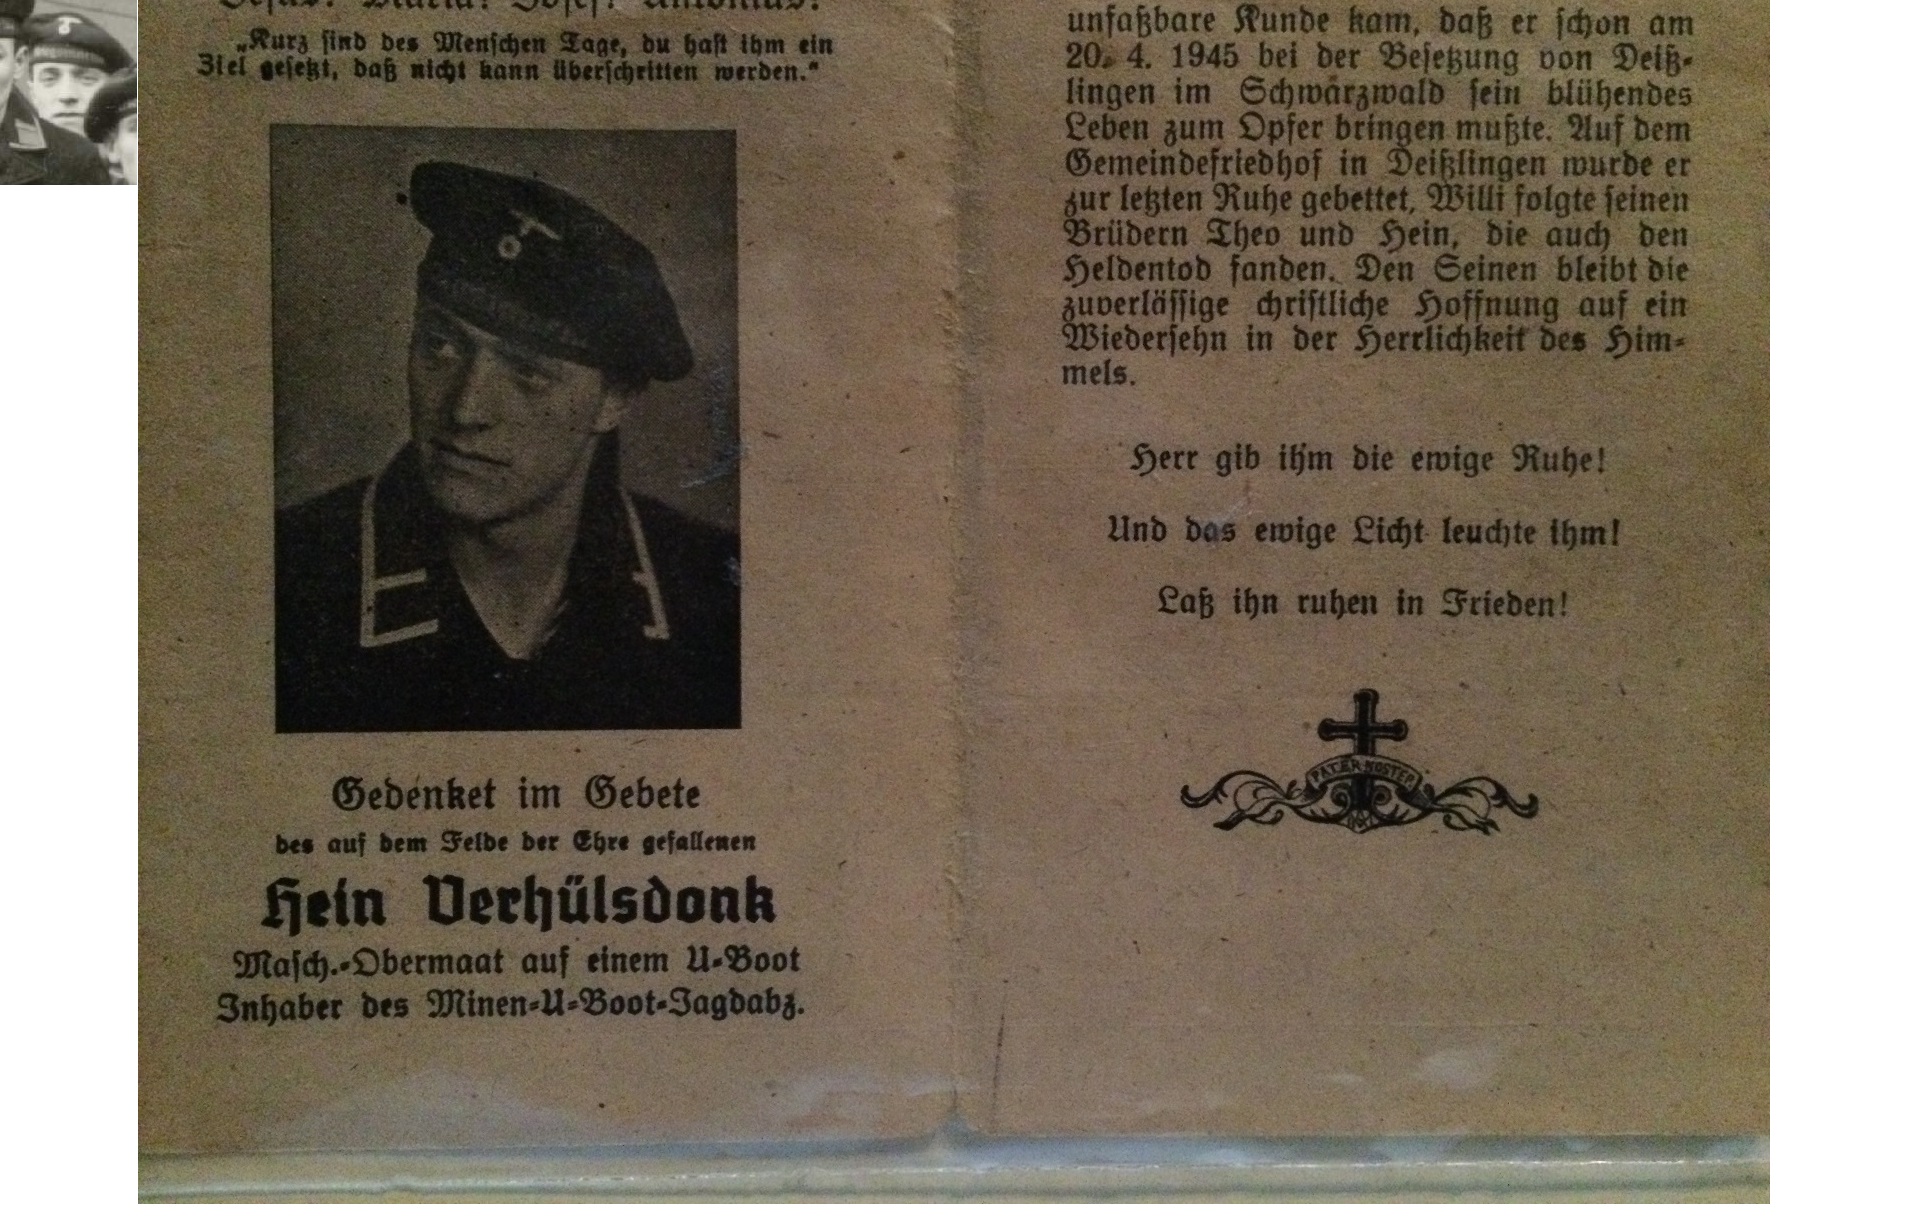 Jesus! Maria! Josef! Antonius!
„Kurz sind des Menschen Tage, du hast ihm ein
Ziel gesetzt, daß nicht kann überschritten werden.“
Gedenket im Gebete
des auf dem Felde der Ehre gefallenen
Hein Verhülsdonk
Masch.-Obermaat auf einem U-Boot
Inhaber des Minen-U-Boot-Jagdabz.
unfaßbare Kunde kam, daß er schon am
20. 4. 1945 bei der Besetzung von Deiß-
lingen im Schwarzwald sein blühendes
Leben zum Opfer bringen mußte. Auf dem
Gemeindefriedhof in Deißlingen wurde er
zur letzten Ruhe gebettet, Willi folgte seinen
Brüdern Theo und Hein, die auch den
Heldentod fanden. Den Seinen bleibt die
zuverlässige christliche Hoffnung auf ein
Wiedersehn in der Herrlichkeit des Him-
mels.
Herr gib ihm die ewige Ruhe!
Und das ewige Licht leuchte ihm!
Laß ihn ruhen in Frieden!
PATER NOSTER